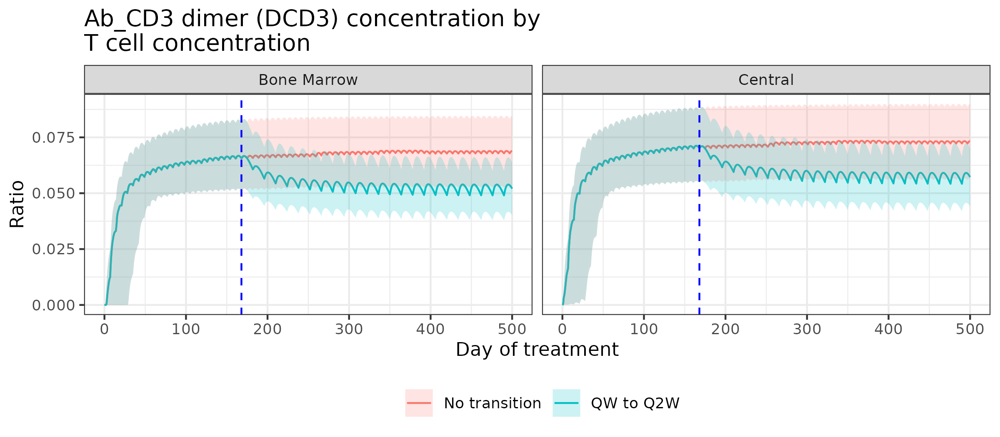 Ab_CD3 dimer (DCD3) concentration by
T cell concentration
Bone Marrow
Central
Ratio
0.075
0.050
0.025
0.000
0 100 200 300 400 500
0 100 200 300 400 500
Day of treatment
No transition
QW to Q2W